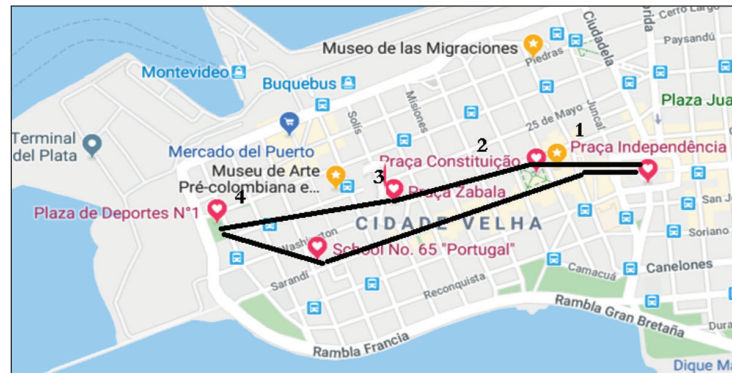 Cerro Largo
Ciudadela
Florida
Paysandú
Museo de las Migraciones
Piedras
Montevideo
Buquebus
Misiones
Solís
Juncal
Plaza Jua
25 de Mayo
Terminal
del Plata
Mercado del Puerto
1
2
Praça Independência
Praça Constituição
Museu de Arte
Pré-colombiana e...
3
Praça Zabala
4
Plaza de Deportes N°1
CIDADE VELHA
Washington
School No. 65 "Portugal"
San José
Soriano
Canelones
Camacuá
Sarandí
Reconquista
Rambla Gran Bretaña
Dura
Rambla Francia
Dique Ma